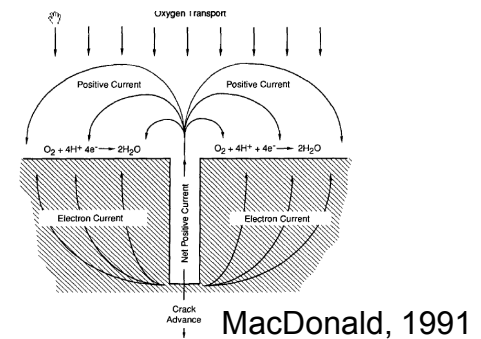 Oxygen Transport
Positive Current
Positive Current
O₂ + 4H⁺ 4e⁻ → 2H₂O
O₂ + 4H⁺ + 4e⁻ → 2H₂O
Electron Current
Net Positive Current
Electron Current
Crack
Advance
MacDonald, 1991